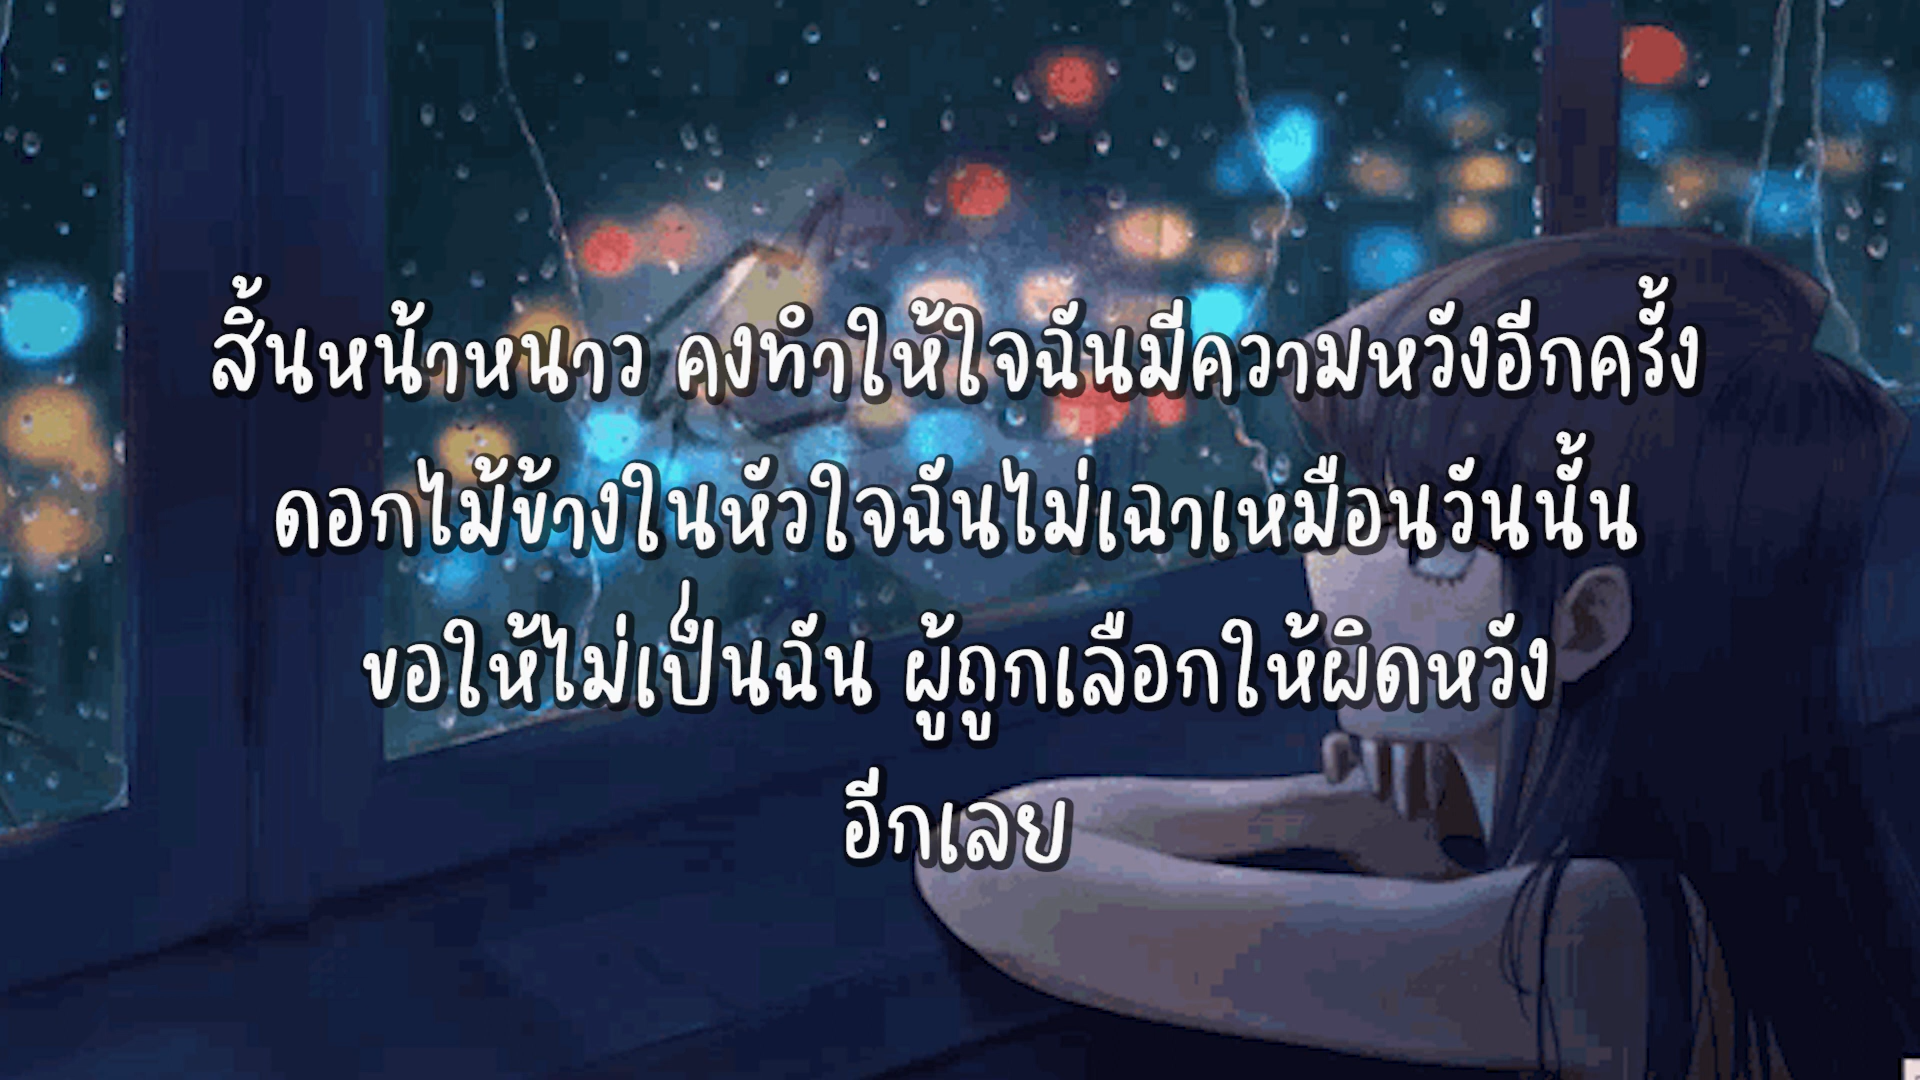 สิ้นหน้าหนาว คงทำให้ใจฉันมีความหวังอีกครั้ง
ดอกไม้ข้างในหัวใจฉันไม่เฉาเหมือนวันนั้น
ขอให้ไม่เป็นฉัน ผู้ถูกเลือกให้ผิดหวัง
อีกเลย